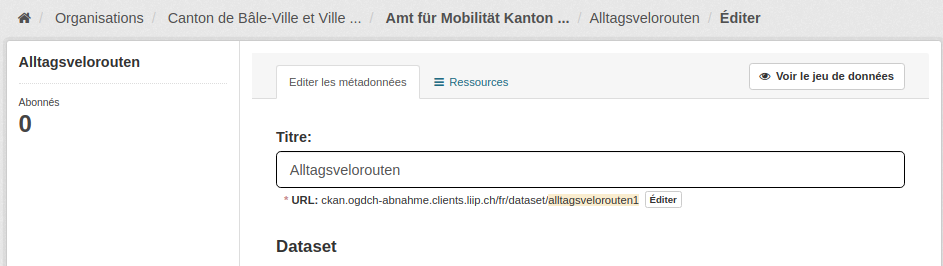 / Organisations / Canton de Bâle-Ville et Ville ... / Amt für Mobilität Kanton ... / Alltagsvelorouten / Éditer
Alltagsvelorouten
Abonnés
0
Editer les métadonnées
Ressources
Voir le jeu de données
Titre:
Alltagsvelorouten
* URL: ckan.ogdch-abnahme.clients.liip.ch/fr/dataset/alltagsvelorouten1 Éditer
Dataset